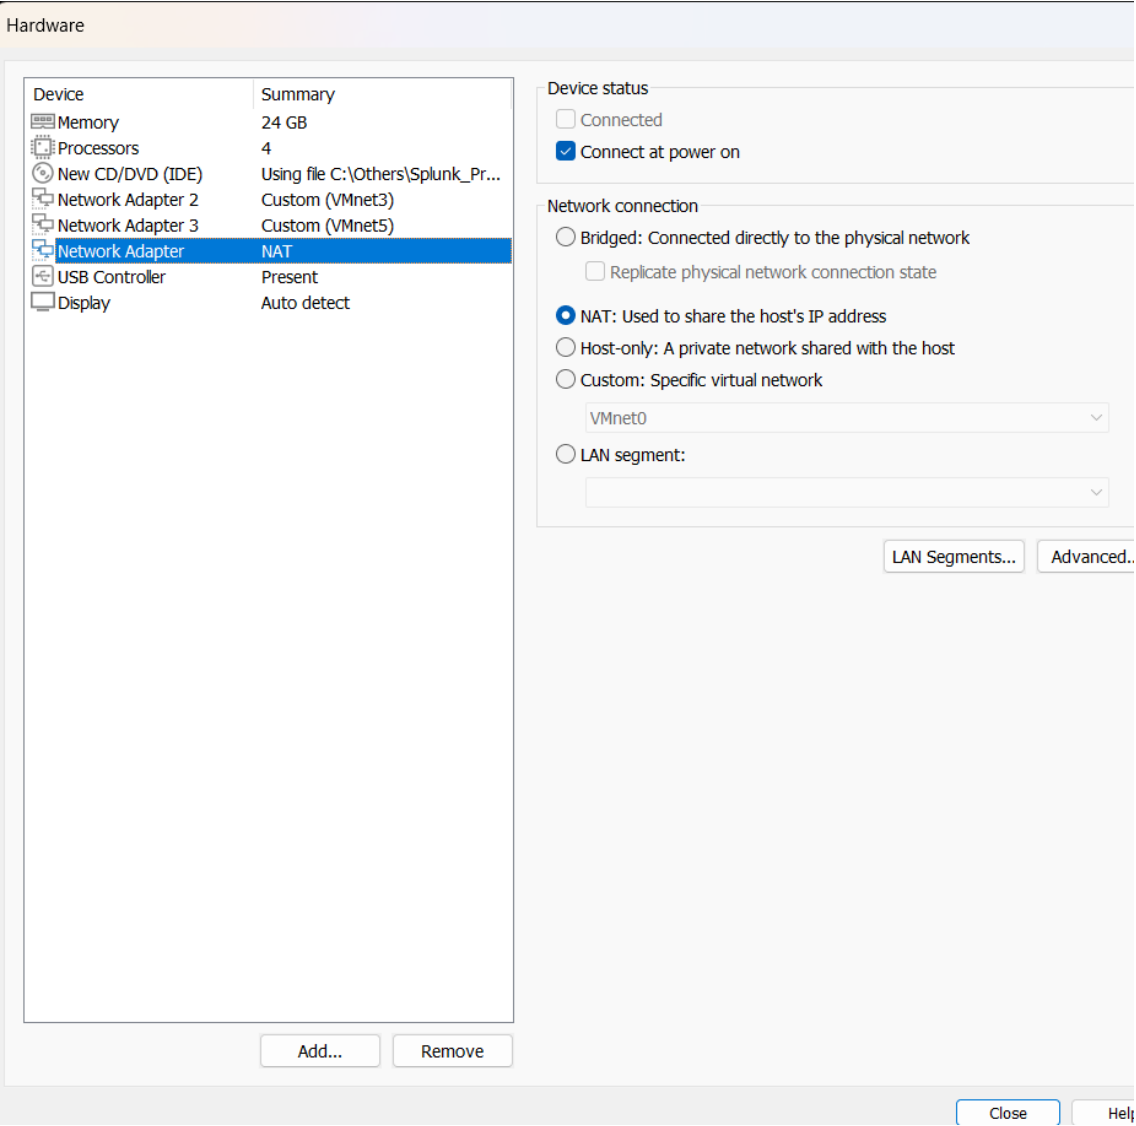 Hardware
Device Summary
Memory 24 GB
Processors 4
New CD/DVD (IDE) Using file C:\Others\Splunk_Pr...
Network Adapter 2 Custom (VMnet3)
Network Adapter 3 Custom (VMnet5)
Network Adapter NAT
USB Controller Present
Display Auto detect
Add... Remove
Device status
Connected
Connect at power on
Network connection
Bridged: Connected directly to the physical network
Replicate physical network connection state
NAT: Used to share the host's IP address
Host-only: A private network shared with the host
Custom: Specific virtual network
VMnet0
LAN segment:
LAN Segments... Advanced..
Close Help